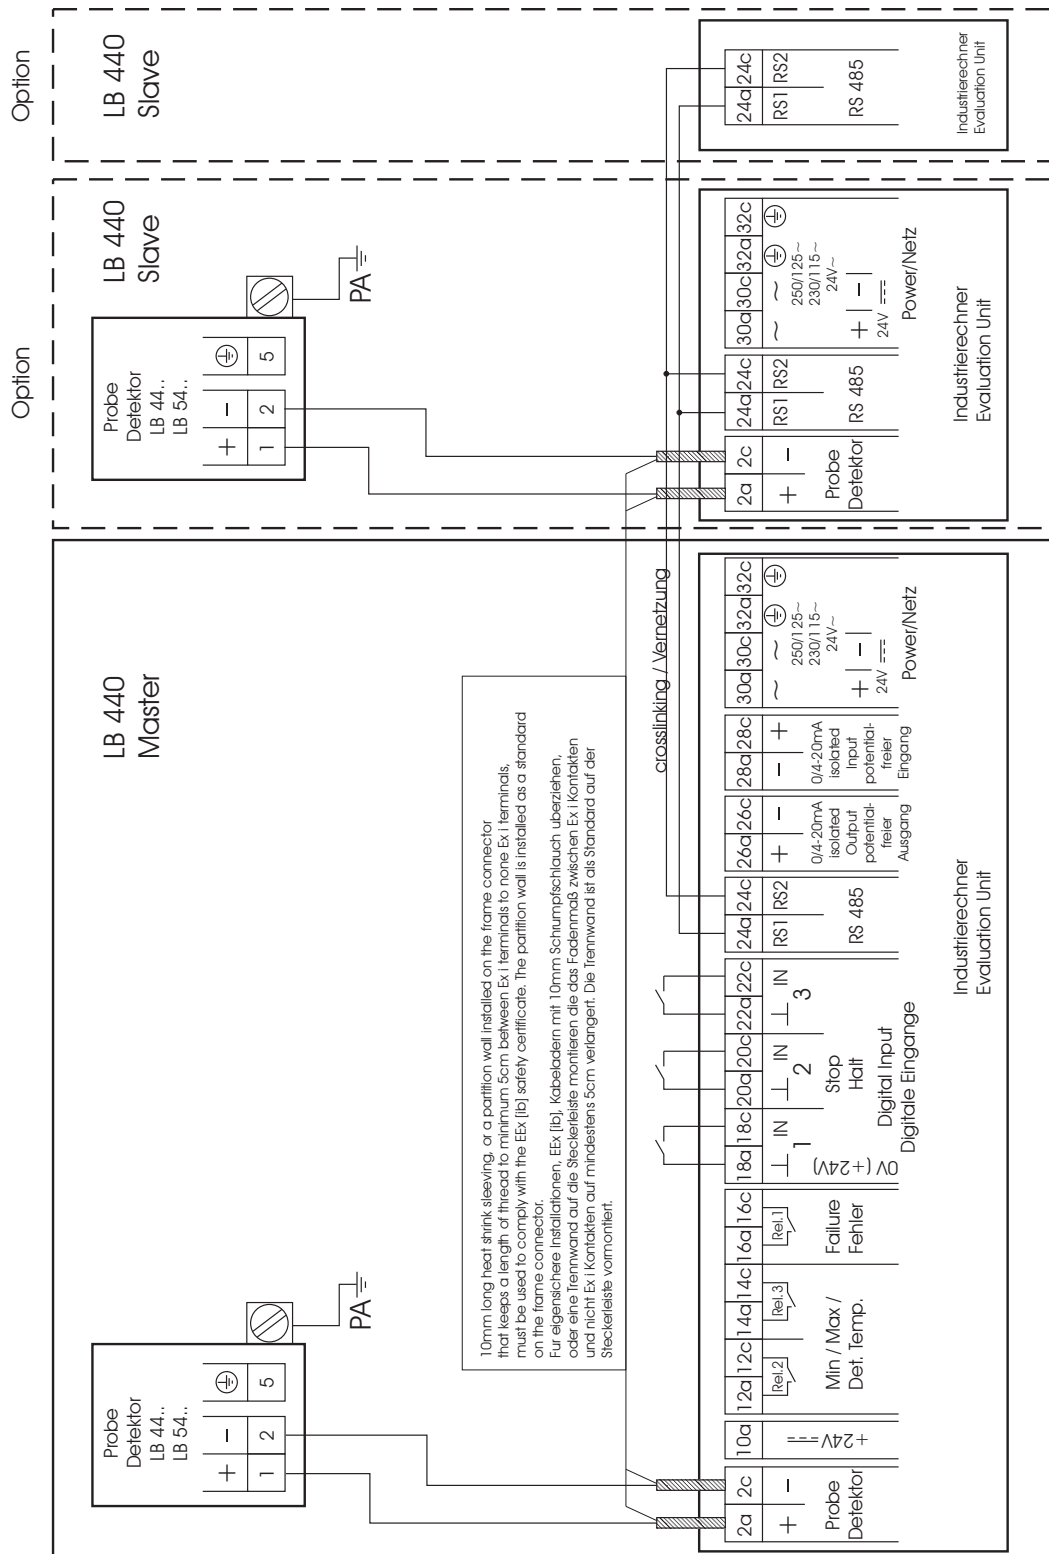 LB 440
Master
Probe
Detektor
LB 44..
LB 54..
+ -
1 2 5
PA
10mm long heat shrink sleeving, or a partition wall installed on the frame connector
that keeps a length of thread to minimum 5cm between Ex i terminals to none Ex i terminals,
must be used to comply with the EEx [ib] safety certificate. The partition wall is installed as a standard
on the frame connector.
Fur eigensichere Installationen, EEx [ib], Kabeladern mit 10mm Schrumpfschlauch uberziehen,
oder eine Trennwand auf die Steckerleiste montieren die das Fadenmaß zwischen Ex i Kontakten
und nicht Ex i Kontakten auf mindestens 5cm verlangert. Die Trennwand ist als Standard auf der
Steckerleiste vormontiert.
crosslinking / Vernetzung
2a 2c 10a 12a 12c 14a 14c 16a 16c 18a 18c 20a 20c 22a 22c 24a 24c 26a 26c 28a 28c 30a 30c 32a 32c
+ -
Probe
Detektor
+24V
Rel.2 Rel.3
Min / Max /
Det. Temp.
Rel.1
Failure
Fehler
IN IN IN
1 2 3
0V (+24V)
Stop
Halt
Digital Input
Digitale Eingange
RS1 RS2
RS 485
+ -
0/4-20mA
isolated
Output
potential-
freier
Ausgang
- +
0/4-20mA
isolated
Input
potential-
freier
Eingang
~ ~
250/125~
230/115~
24V~
+ -
24V
Power/Netz
Industrierechner
Evaluation Unit
Option
LB 440
Slave
Probe
Detektor
LB 44..
LB 54..
+ -
1 2 5
PA
2a 2c 24a 24c 30a 30c 32a 32c
+ -
Probe
Detektor
RS1 RS2
RS 485
~ ~
250/125~
230/115~
24V~
+ -
24V
Power/Netz
Industrierechner
Evaluation Unit
Option
LB 440
Slave
24a 24c
RS1 RS2
RS 485
Industrierechner
Evaluation Unit